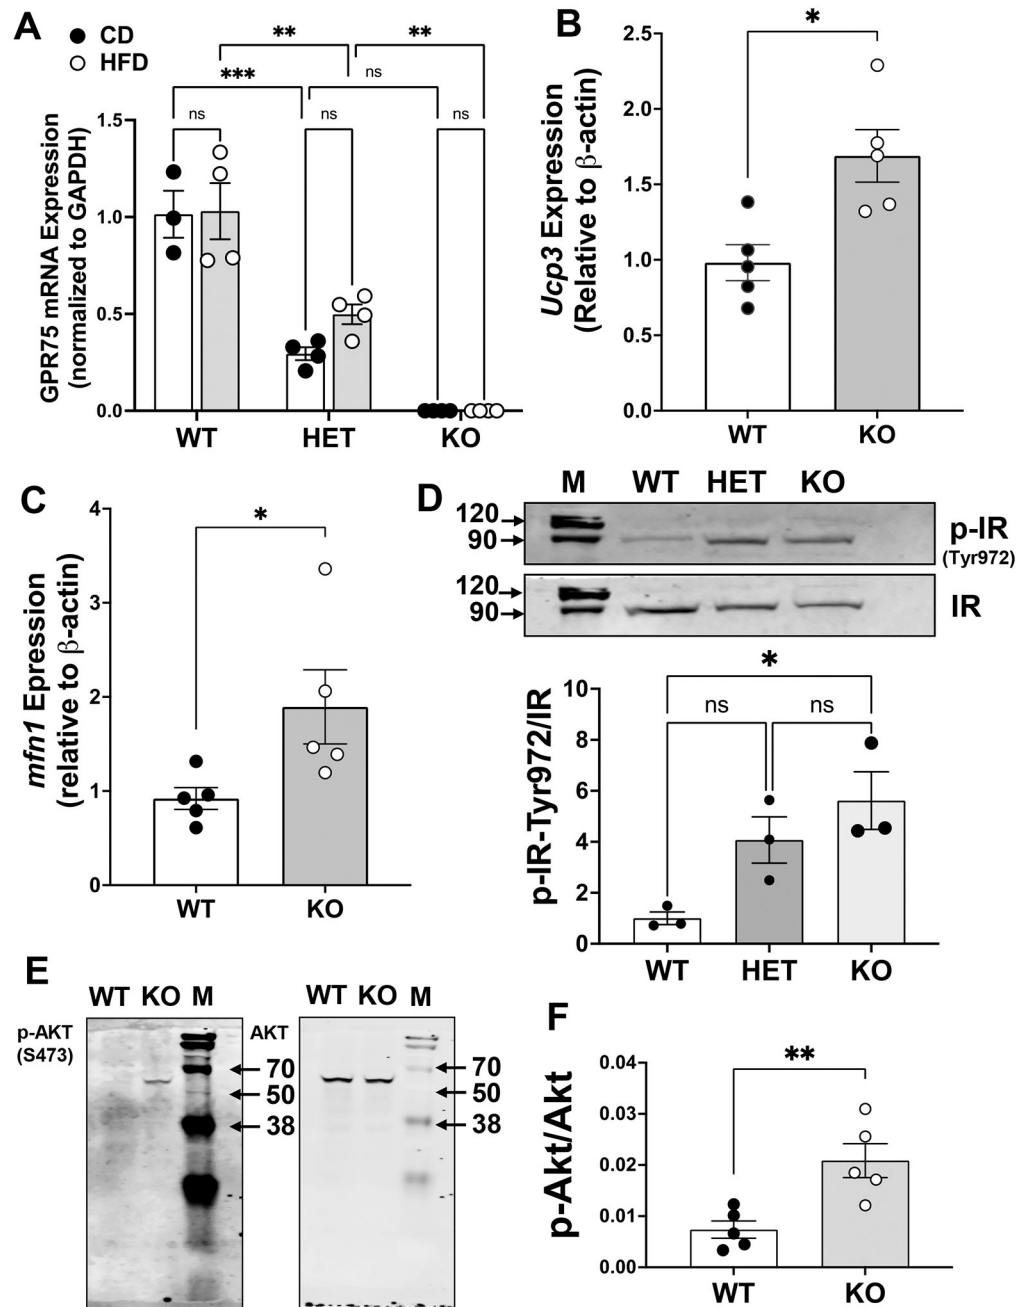 A
CD
HFD
**
**
***
ns
ns
ns
ns
GPR75 mRNA Expression
(normalized to GAPDH)
1.5
1.0
0.5
0.0
WT
HET
KO
B
*
Ucp3 Expression
(Relative to β-actin)
2.5
2.0
1.5
1.0
0.5
0.0
WT
KO
C
*
mfn1 Epression
(relative to β-actin)
4
3
2
1
0
WT
KO
D
M WT HET KO
120
90
p-IR
(Tyr972)
120
90
IR
*
ns
ns
p-IR-Tyr972/IR
10
8
6
4
2
0
WT
HET
KO
E
WT KO M
p-AKT
(S473)
70
50
38
WT KO M
AKT
70
50
38
F
**
p-Akt/Akt
0.04
0.03
0.02
0.01
0.00
WT
KO